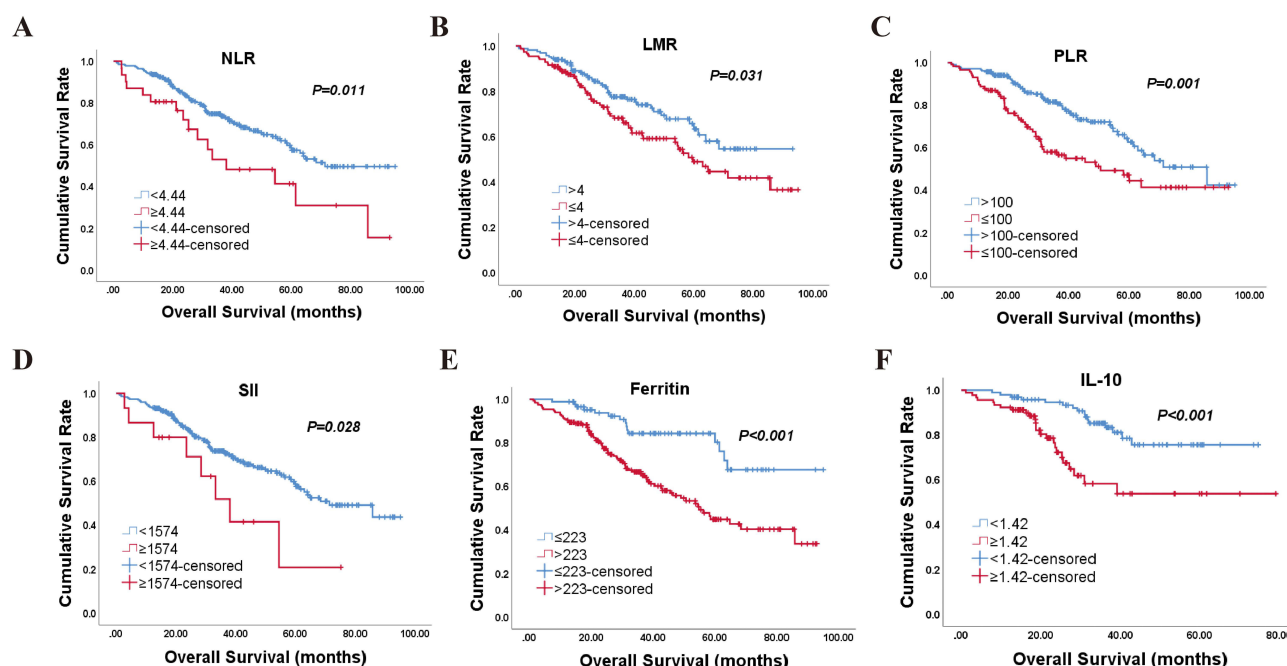 A
NLR
P=0.011
Cumulative Survival Rate
1.0
0.8
0.6
0.4
0.2
0.0
<4.44
≥4.44
<4.44-censored
≥4.44-censored
.00 20.00 40.00 60.00 80.00 100.00
Overall Survival (months)
B
LMR
P=0.031
Cumulative Survival Rate
1.0
0.8
0.6
0.4
0.2
0.0
>4
≤4
>4-censored
≤4-censored
.00 20.00 40.00 60.00 80.00 100.00
Overall Survival (months)
C
PLR
P=0.001
Cumulative Survival Rate
1.0
0.8
0.6
0.4
0.2
0.0
>100
≤100
>100-censored
≤100-censored
.00 20.00 40.00 60.00 80.00 100.00
Overall Survival (months)
D
SII
P=0.028
Cumulative Survival Rate
1.0
0.8
0.6
0.4
0.2
0.0
<1574
≥1574
<1574-censored
≥1574-censored
.00 20.00 40.00 60.00 80.00 100.00
Overall Survival (months)
E
Ferritin
P<0.001
Cumulative Survival Rate
1.0
0.8
0.6
0.4
0.2
0.0
≤223
>223
≤223-censored
>223-censored
.00 20.00 40.00 60.00 80.00 100.00
Overall Survival (months)
F
IL-10
P<0.001
Cumulative Survival Rate
1.0
0.8
0.6
0.4
0.2
0.0
<1.42
≥1.42
<1.42-censored
≥1.42-censored
.00 20.00 40.00 60.00 80.00
Overall Survival (months)